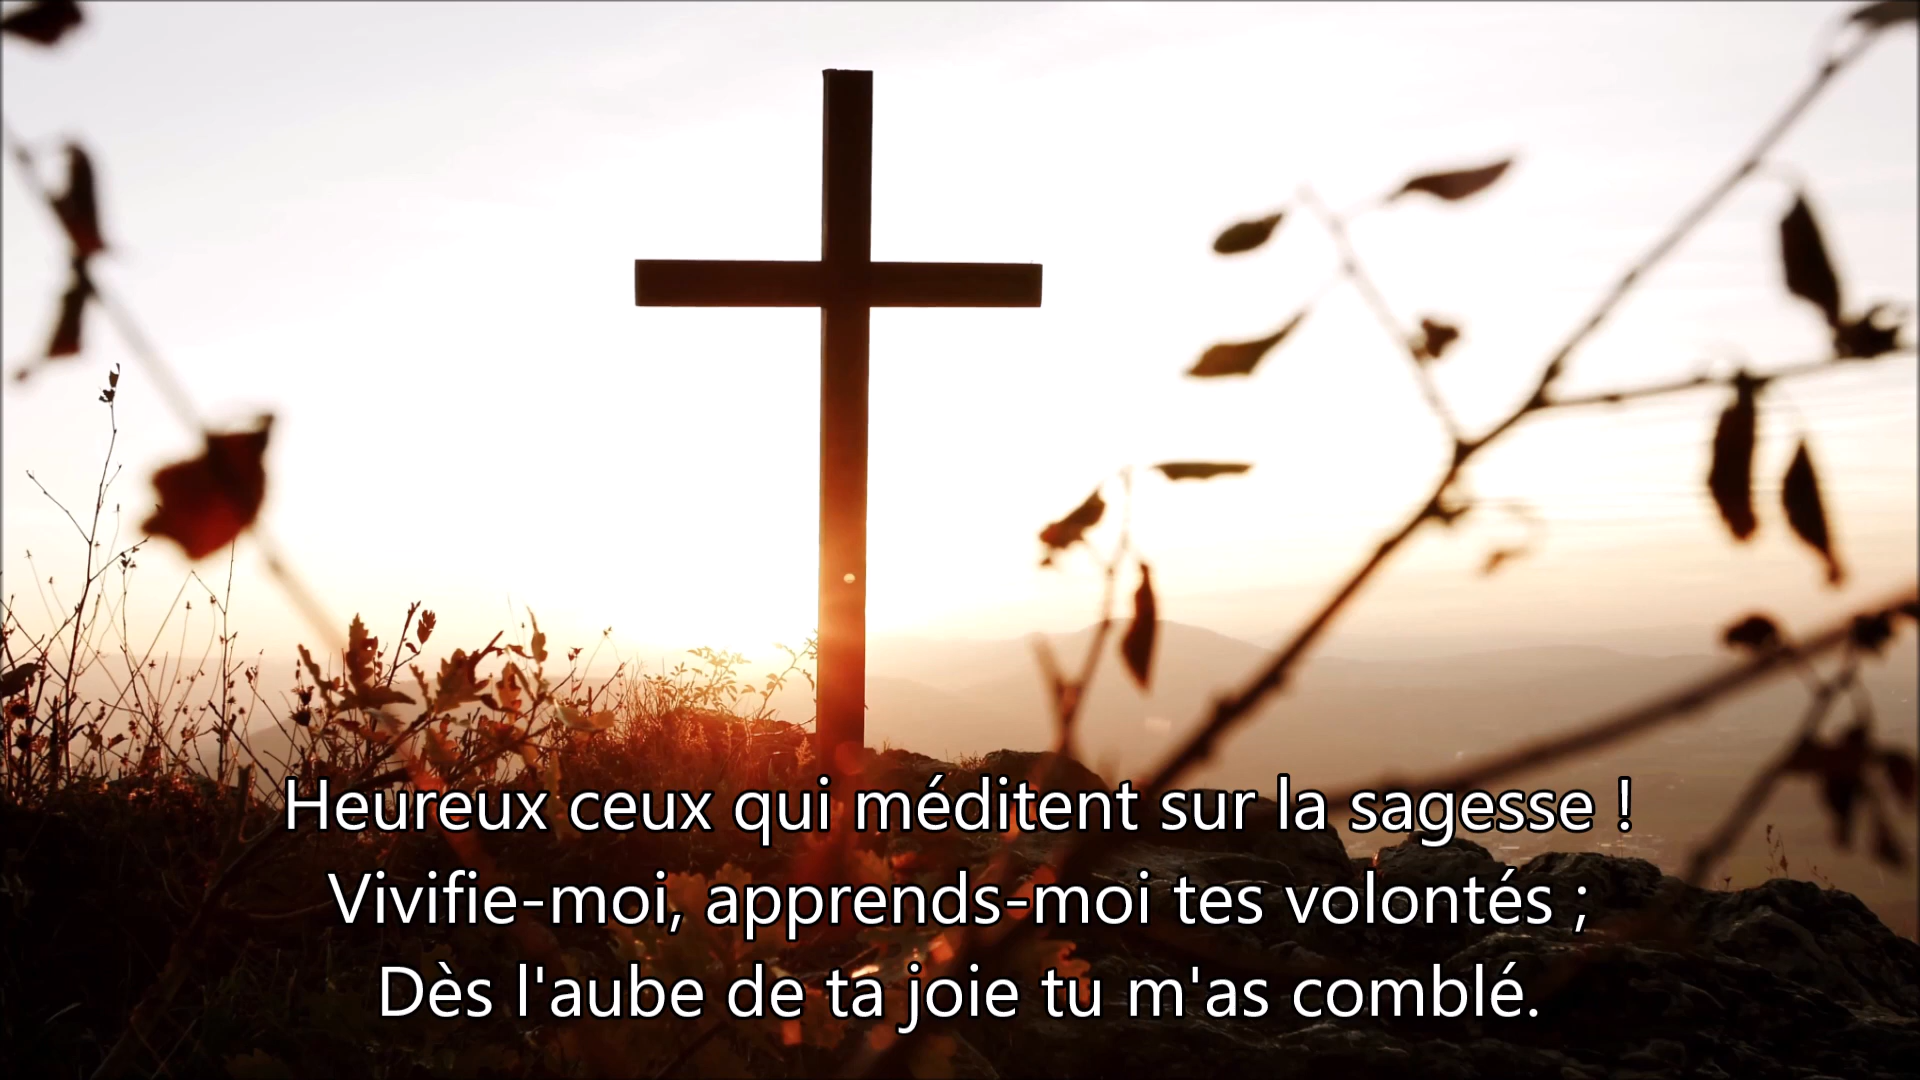 Heureux ceux qui méditent sur la sagesse !
Vivifie-moi, apprends-moi tes volontés ;
Dès l'aube de ta joie tu m'as comblé.